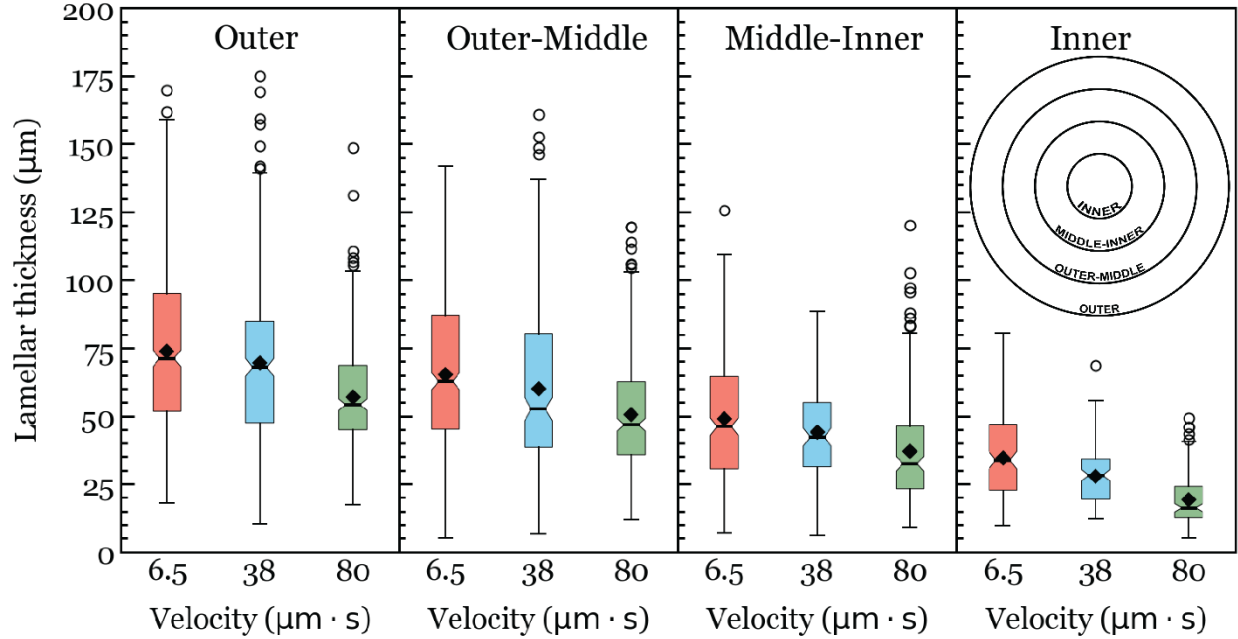 Outer
Outer-Middle
Middle-Inner
Inner
Lamellar thickness (μm)
200
175
150
125
100
75
50
25
0
INNER
MIDDLE-INNER
OUTER-MIDDLE
OUTER
6.5 38 80
6.5 38 80
6.5 38 80
6.5 38 80
Velocity (μm · s)
Velocity (μm · s)
Velocity (μm · s)
Velocity (μm · s)